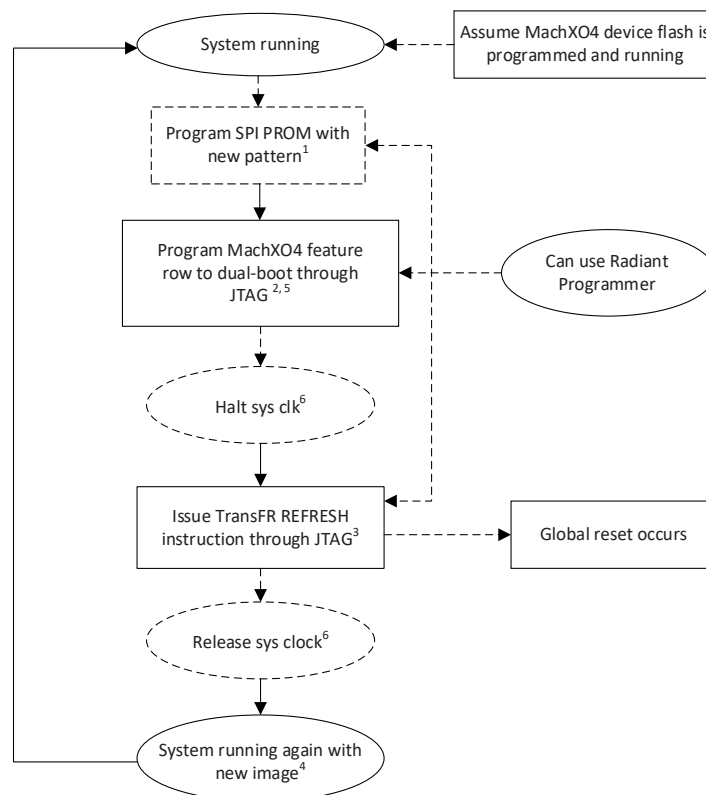 System running
Assume MachXO4 device flash is
programmed and running
Program SPI PROM with
new pattern1
Program MachXO4 feature
row to dual-boot through
JTAG 2, 5
Can use Radiant
Programmer
Halt sys clk6
Issue TransFR REFRESH
instruction through JTAG3
Global reset occurs
Release sys clock6
System running again with
new image4